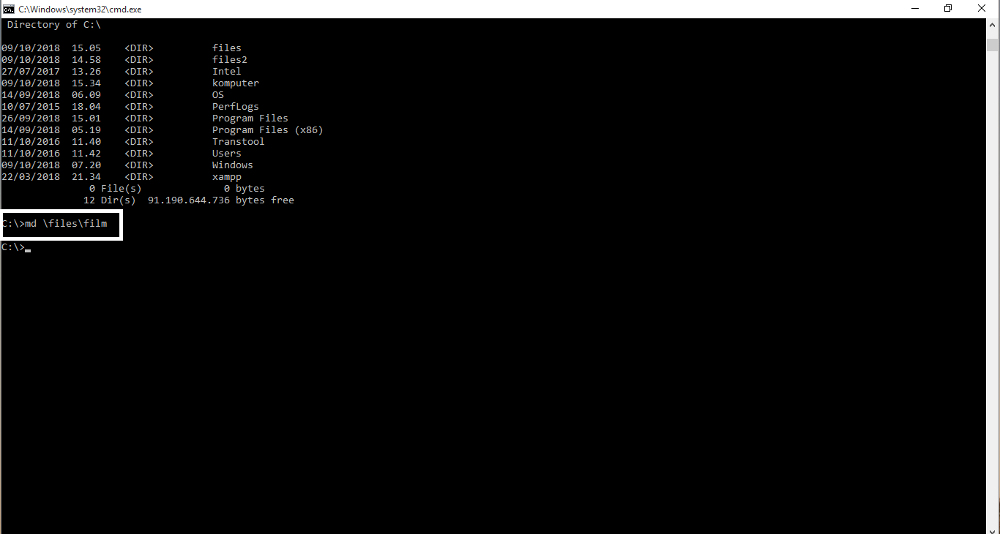 C:\Windows\system32\cmd.exe
Directory of C:\
09/10/2018  15.05    <DIR>          files
09/10/2018  14.58    <DIR>          files2
27/07/2017  13.26    <DIR>          Intel
09/10/2018  15.34    <DIR>          komputer
14/09/2018  06.09    <DIR>          OS
10/07/2015  18.04    <DIR>          PerfLogs
26/09/2018  15.01    <DIR>          Program Files
14/09/2018  05.19    <DIR>          Program Files (x86)
11/10/2016  11.40    <DIR>          Transtool
11/10/2016  11.42    <DIR>          Users
09/10/2018  07.20    <DIR>          Windows
22/03/2018  21.34    <DIR>          xampp
0 File(s)              0 bytes
12 Dir(s)  91.190.644.736 bytes free
C:\>md \files\film
C:\>